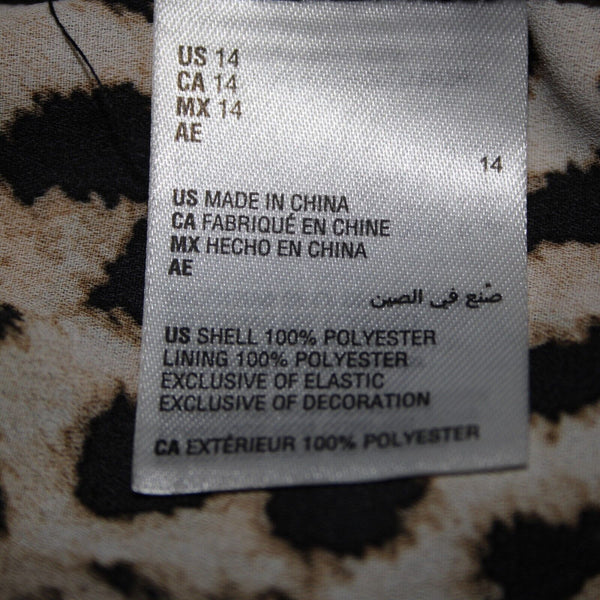 US 14
CA 14
MX 14
AE
14
US MADE IN CHINA
CA FABRIQUÉ EN CHINE
MX HECHO EN CHINA
AE
صُنع في الصين
US SHELL 100% POLYESTER
LINING 100% POLYESTER
EXCLUSIVE OF ELASTIC
EXCLUSIVE OF DECORATION
CA EXTÉRIEUR 100% POLYESTER